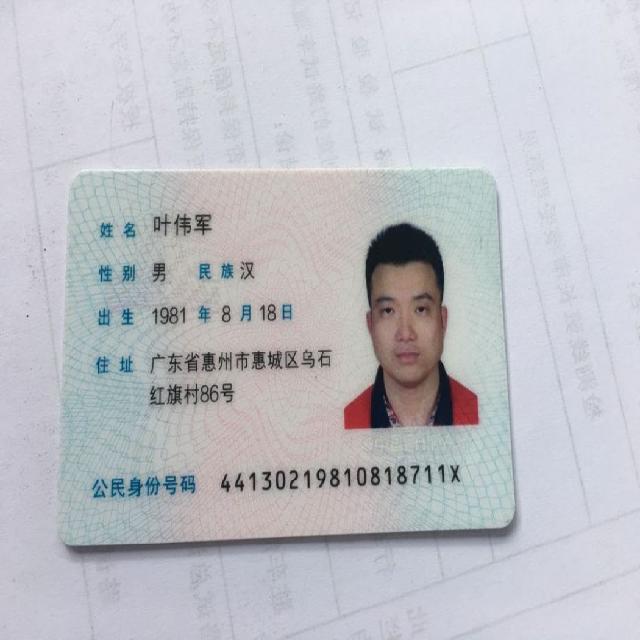 姓名 叶伟军
性别 男 民族 汉
出生 1981 年 8 月 18 日
住址 广东省惠州市惠城区乌石
红旗村86号
公民身份号码 44130219810818711X